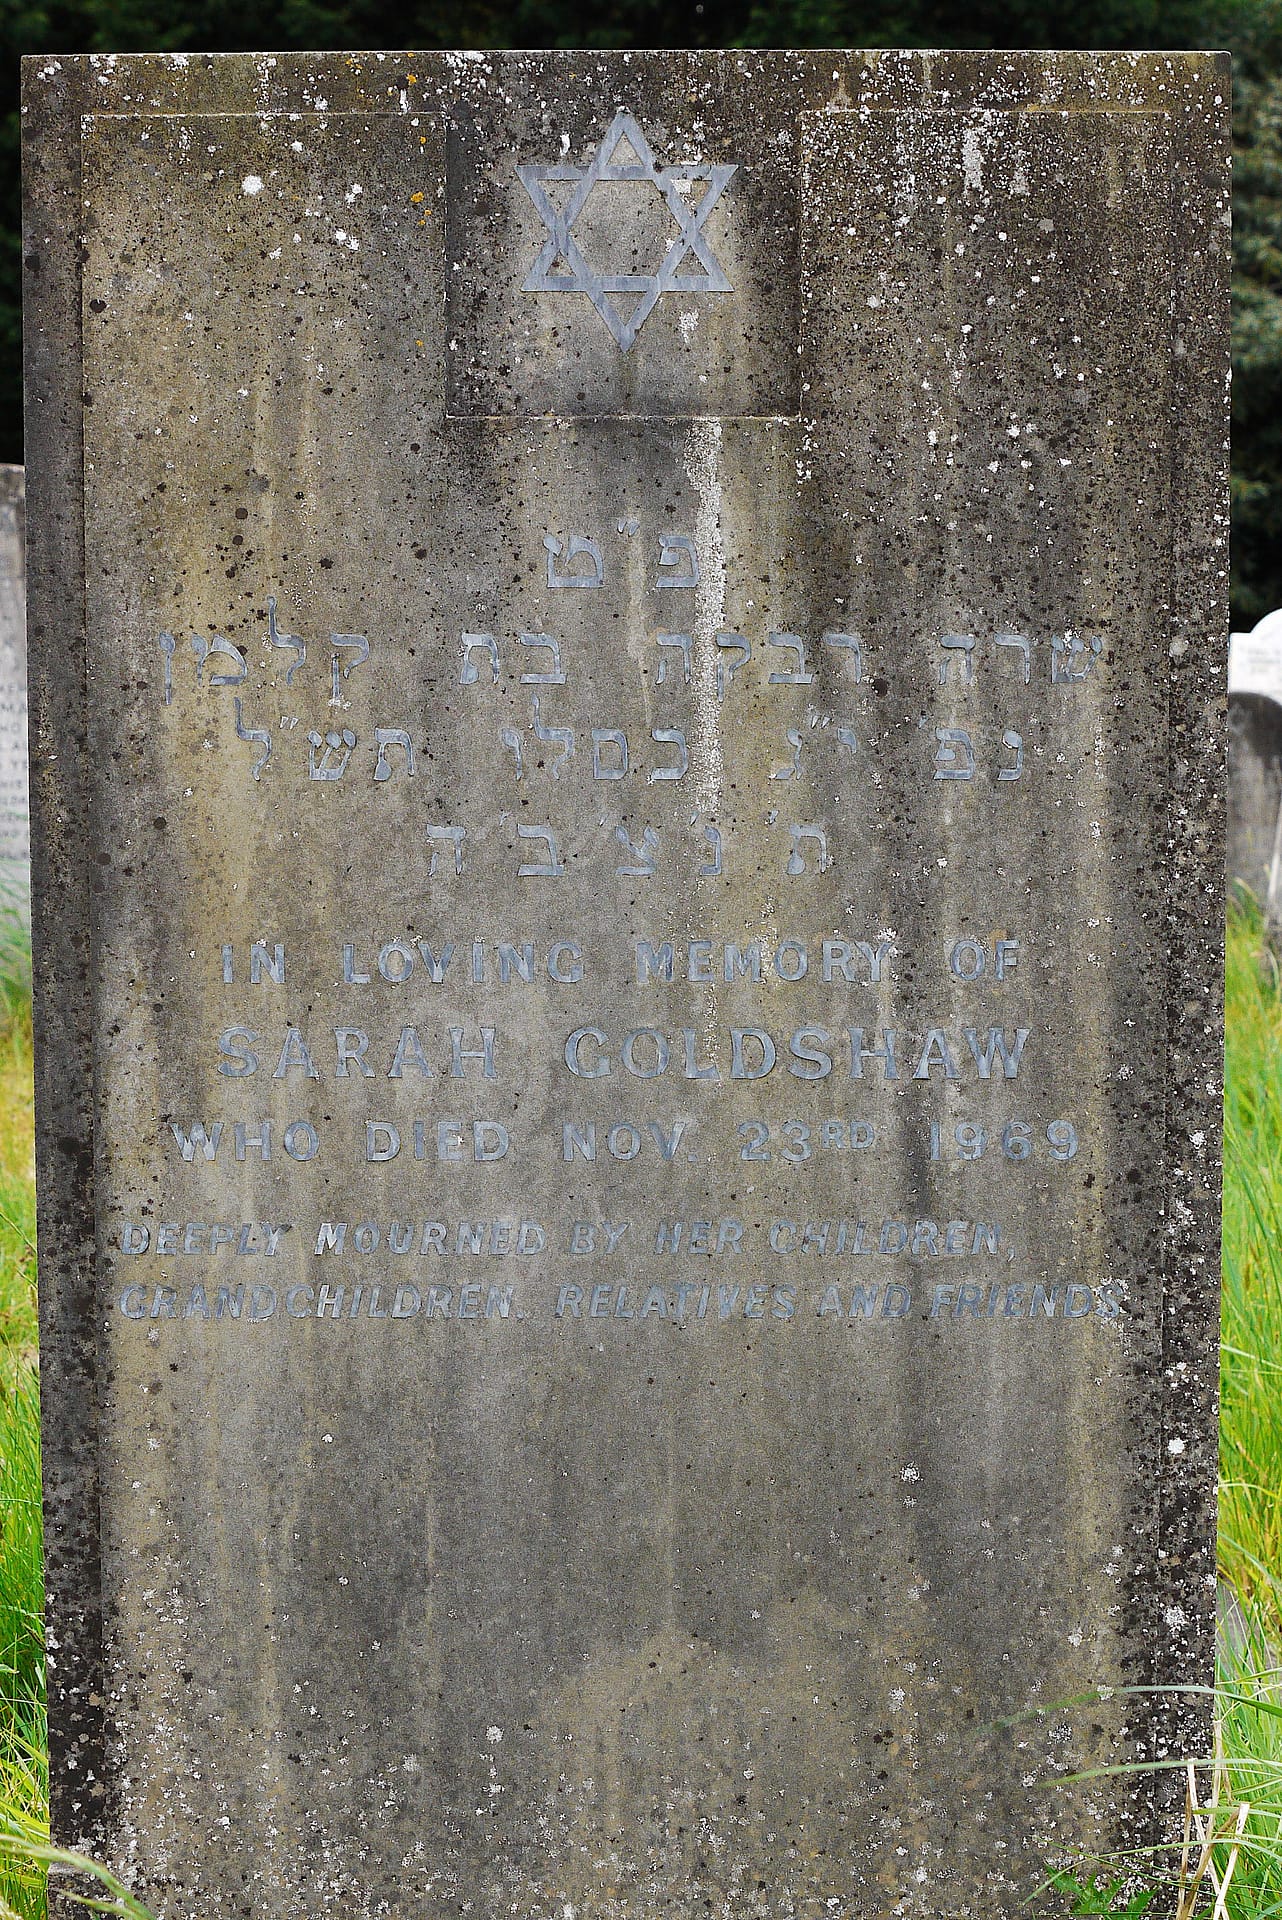 פ״ט
שרה רבקה בת קלמן
נפ י״ג כסלו תש״ל
ת׳נ׳צ׳ב׳ה
IN LOVING MEMORY OF
SARAH GOLDSHAW
WHO DIED NOV. 23RD 1969
DEEPLY MOURNED BY HER CHILDREN,
GRANDCHILDREN. RELATIVES AND FRIENDS